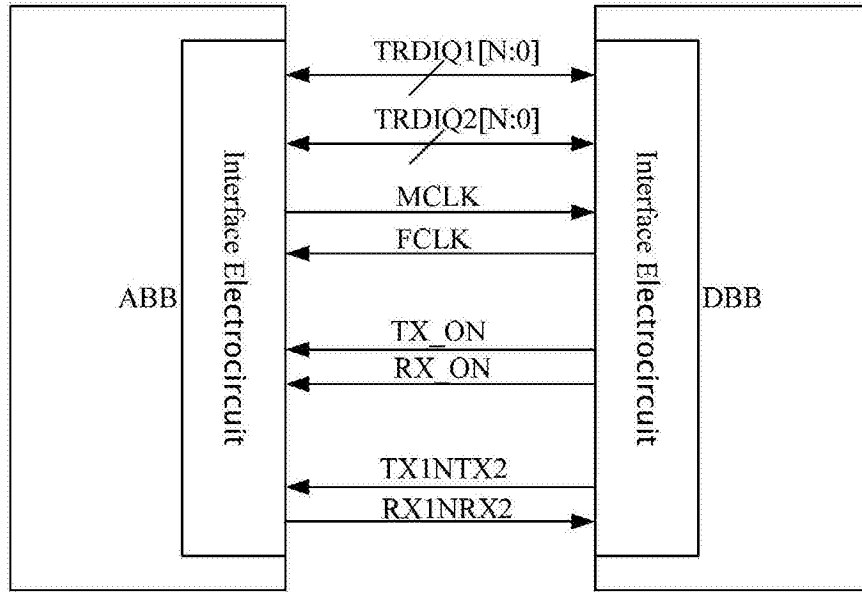 TRDIQ1[N:0]
TRDIQ2[N:0]
MCLK
FCLK
ABB
Interface Electrocircuit
Interface Electrocircuit
DBB
TX_ON
RX_ON
TX1NTX2
RX1NRX2